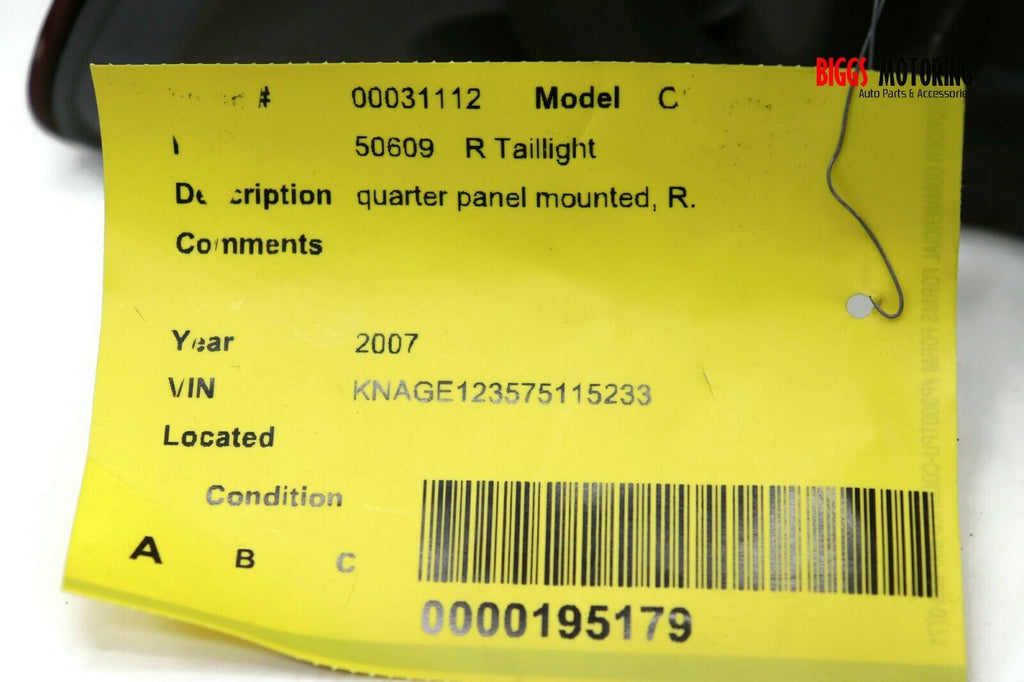 BIGGS MOTORING
Auto Parts & Accessories
# 00031112 Model C
50609 R Taillight
Description quarter panel mounted, R.
Comments
Year 2007
VIN KNAGE123575115233
Located
Condition
A B C
0000195179